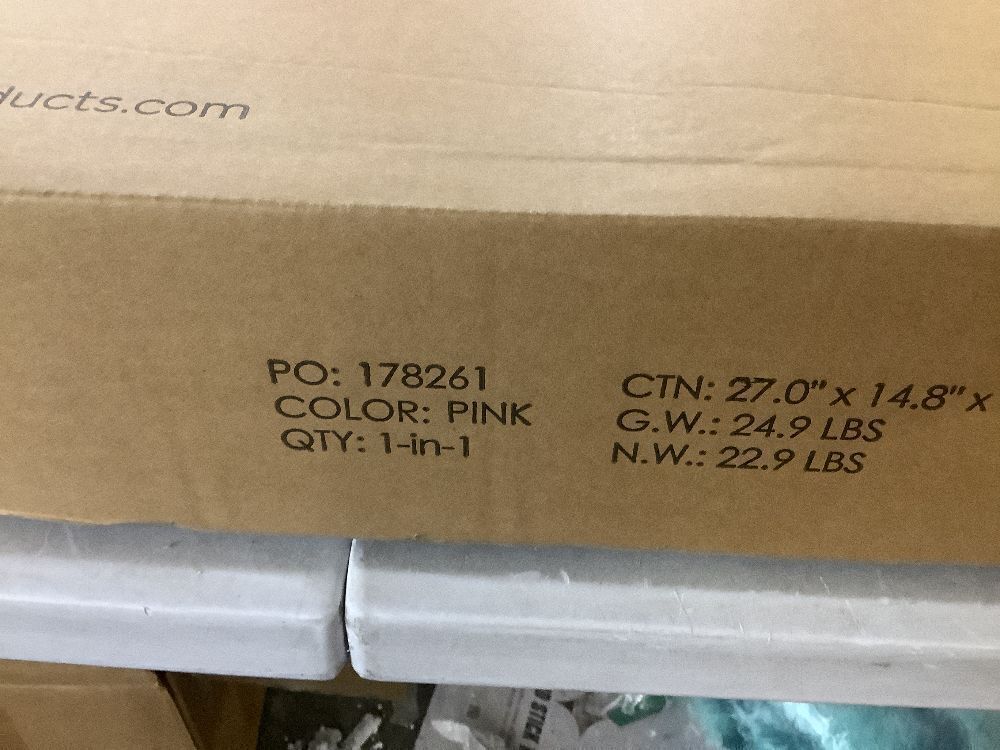 ducts.com
PO: 178261
COLOR: PINK
QTY: 1-in-1
CTN: 27.0" x 14.8" x
G.W.: 24.9 LBS
N.W.: 22.9 LBS
STICK